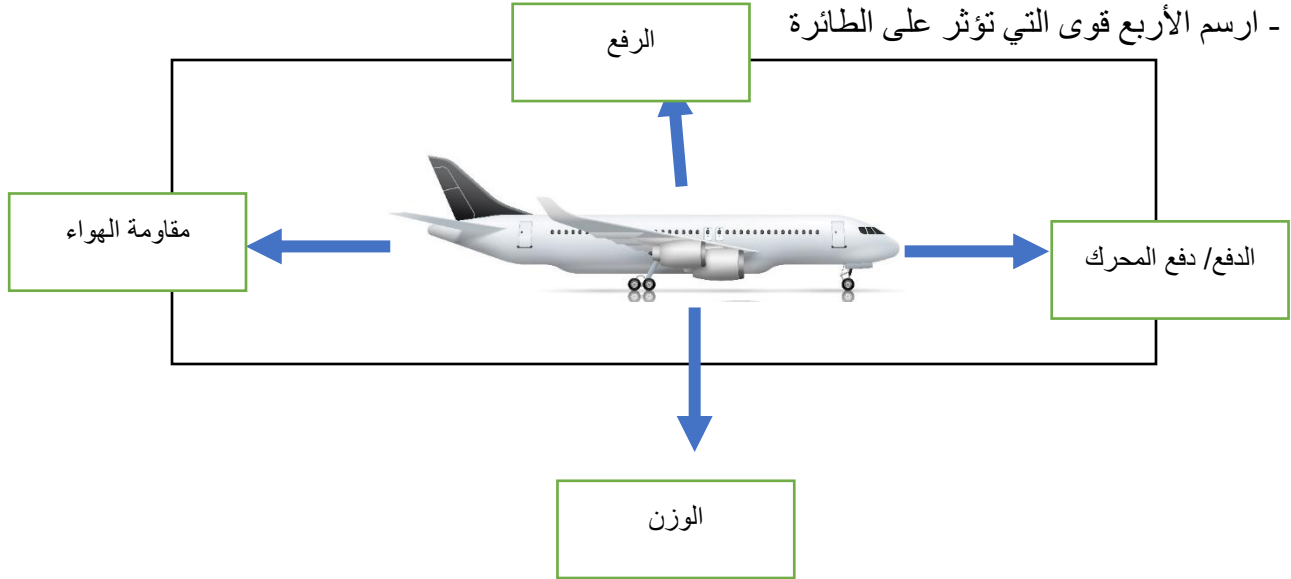 - ارسم الأربع قوى التي تؤثر على الطائرة
الرفع
مقاومة الهواء
الدفع/ دفع المحرك
الوزن